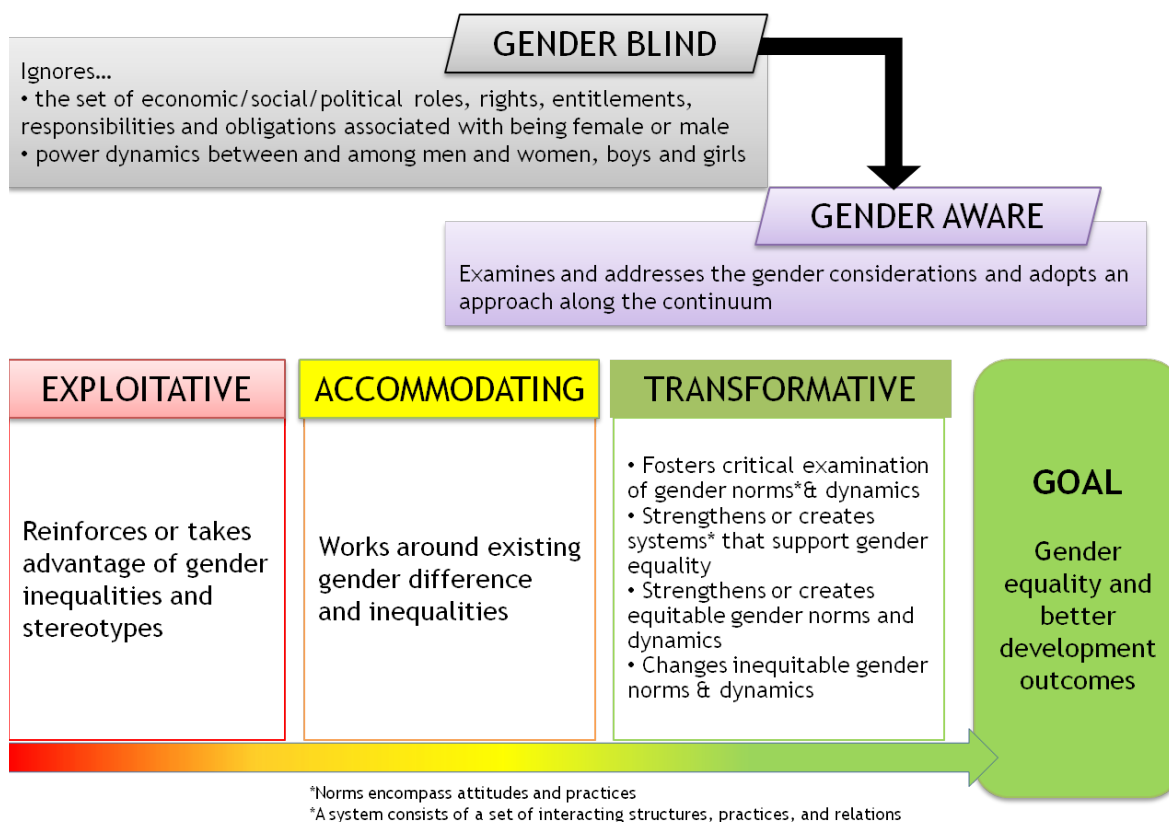 GENDER BLIND
Ignores...
• the set of economic/social/political roles, rights, entitlements,
responsibilities and obligations associated with being female or male
• power dynamics between and among men and women, boys and girls
GENDER AWARE
Examines and addresses the gender considerations and adopts an
approach along the continuum
EXPLOITATIVE
Reinforces or takes
advantage of gender
inequalities and
stereotypes
ACCOMMODATING
Works around existing
gender difference
and inequalities
TRANSFORMATIVE
• Fosters critical examination
of gender norms*& dynamics
• Strengthens or creates
systems* that support gender
equality
• Strengthens or creates
equitable gender norms and
dynamics
• Changes inequitable gender
norms & dynamics
GOAL
Gender
equality and
better
development
outcomes
*Norms encompass attitudes and practices
*A system consists of a set of interacting structures, practices, and relations